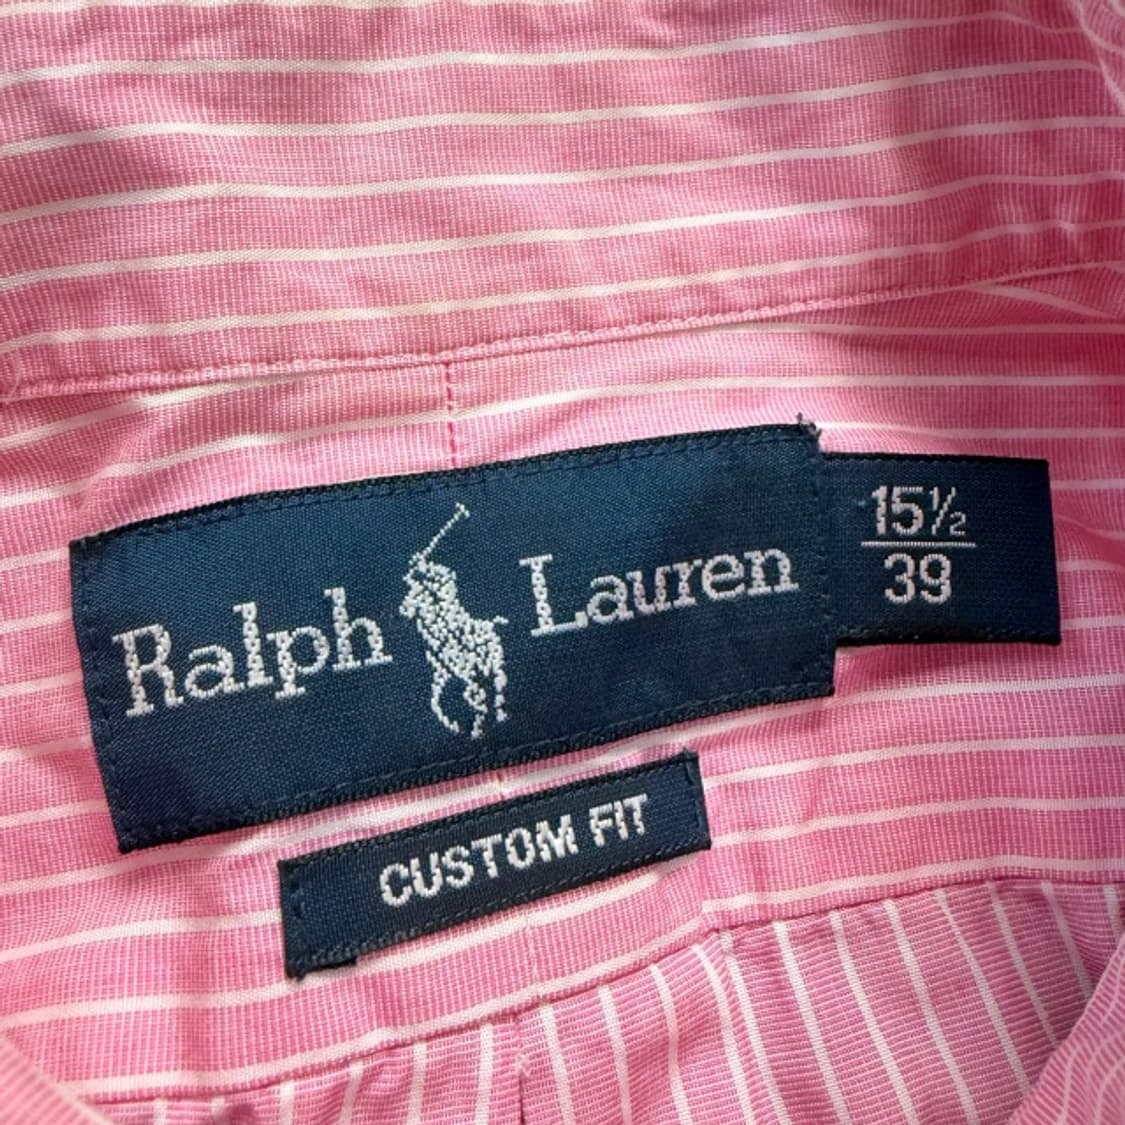 Ralph Lauren
15½
39
CUSTOM FIT